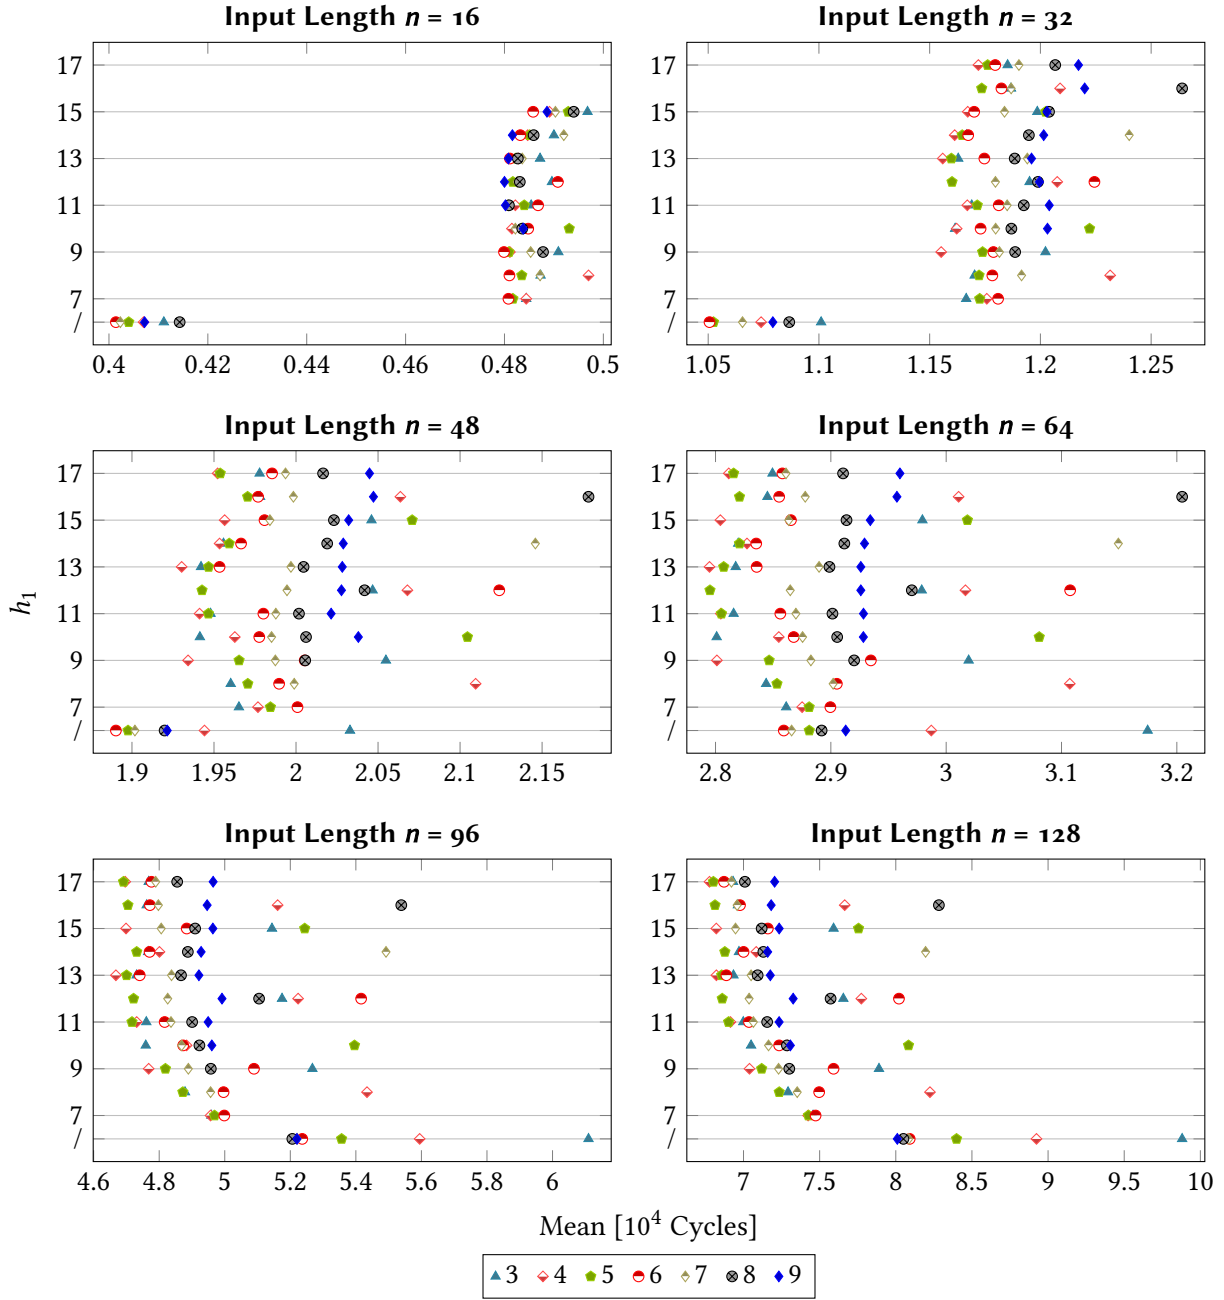 Input Length n = 16
Input Length n = 32
17
15
13
11
9
7
/
0.4 0.42 0.44 0.46 0.48 0.5
1.05 1.1 1.15 1.2 1.25
Input Length n = 48
Input Length n = 64
h₁
17
15
13
11
9
7
/
17
15
13
11
9
7
/
17
15
13
11
9
7
/
1.9 1.95 2 2.05 2.1 2.15
2.8 2.9 3 3.1 3.2
Input Length n = 96
Input Length n = 128
17
15
13
11
9
7
/
17
15
13
11
9
7
/
4.6 4.8 5 5.2 5.4 5.6 5.8 6
7 7.5 8 8.5 9 9.5 10
Mean [10⁴ Cycles]
3 4 5 6 7 8 9